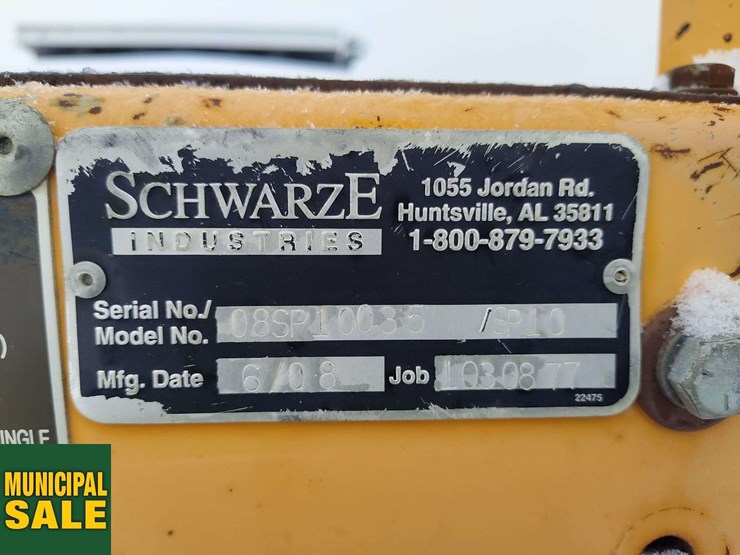 SCHWARZE
INDUSTRIES
1055 Jordan Rd.
Huntsville, AL 35811
1-800-879-7933
Serial No./
Model No. 08SP10035 /SP10
Mfg. Date 6/08 Job 1030877
22475
)
INGLE
MUNICIPAL
SALE